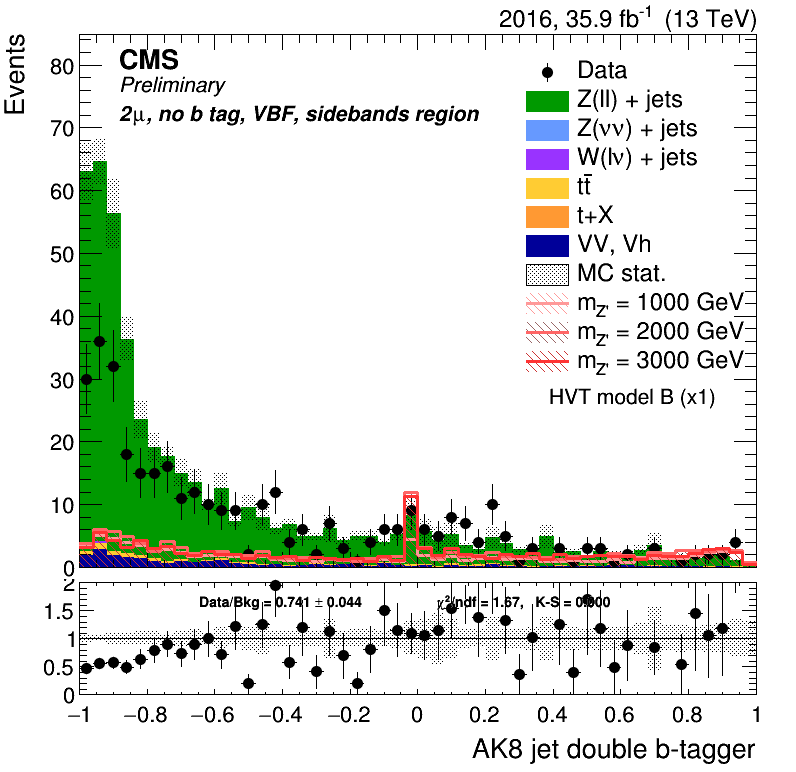 2016, 35.9 fb⁻¹ (13 TeV)
Events
CMS
Preliminary
2μ, no b tag, VBF, sidebands region
Data
Z(ll) + jets
Z(νν) + jets
W(lν) + jets
tt̄
t+X
VV, Vh
MC stat.
m_Z' = 1000 GeV
m_Z' = 2000 GeV
m_Z' = 3000 GeV
HVT model B (x1)
80
70
60
50
40
30
20
10
0
Data/Bkg = 0.741 ± 0.044
χ²/ndf = 1.67, K-S =
2
1.5
1
0.5
0
−1 −0.8 −0.6 −0.4 −0.2 0 0.2 0.4 0.6 0.8 1
AK8 jet double b-tagger